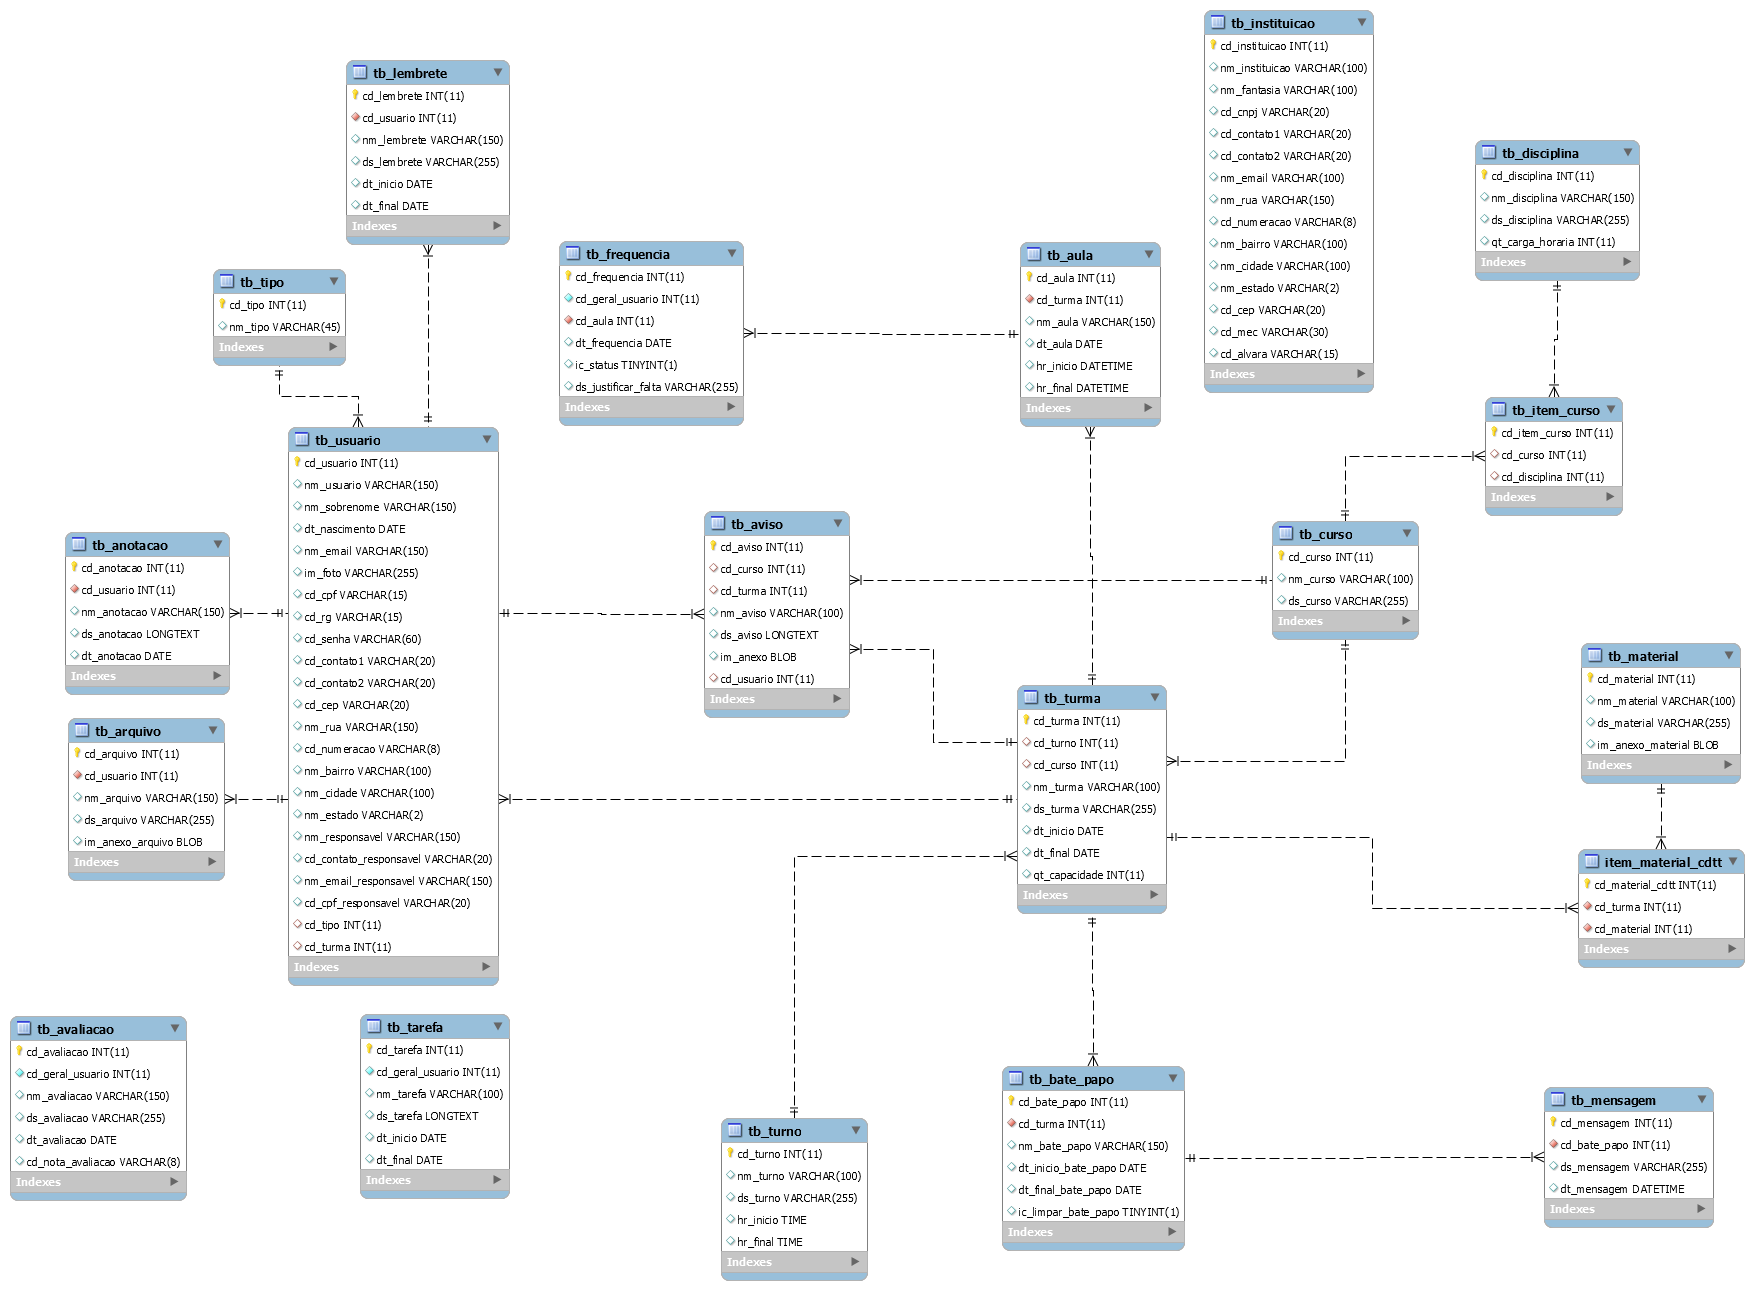 tb_instituicao
cd_instituicao INT(11)
nm_instituicao VARCHAR(100)
nm_fantasia VARCHAR(100)
cd_cnpj VARCHAR(20)
cd_contato1 VARCHAR(20)
cd_contato2 VARCHAR(20)
nm_email VARCHAR(100)
nm_rua VARCHAR(150)
cd_numeracao VARCHAR(8)
nm_bairro VARCHAR(100)
nm_cidade VARCHAR(100)
nm_estado VARCHAR(2)
cd_cep VARCHAR(20)
cd_mec VARCHAR(30)
cd_alvara VARCHAR(15)
Indexes
tb_lembrete
cd_lembrete INT(11)
cd_usuario INT(11)
nm_lembrete VARCHAR(150)
ds_lembrete VARCHAR(255)
dt_inicio DATE
dt_final DATE
Indexes
tb_disciplina
cd_disciplina INT(11)
nm_disciplina VARCHAR(150)
ds_disciplina VARCHAR(255)
qt_carga_horaria INT(11)
Indexes
tb_tipo
cd_tipo INT(11)
nm_tipo VARCHAR(45)
Indexes
tb_frequencia
cd_frequencia INT(11)
cd_geral_usuario INT(11)
cd_aula INT(11)
dt_frequencia DATE
ic_status TINYINT(1)
ds_justificar_falta VARCHAR(255)
Indexes
tb_aula
cd_aula INT(11)
cd_turma INT(11)
nm_aula VARCHAR(150)
dt_aula DATE
hr_inicio DATETIME
hr_final DATETIME
Indexes
tb_item_curso
cd_item_curso INT(11)
cd_curso INT(11)
cd_disciplina INT(11)
Indexes
tb_usuario
cd_usuario INT(11)
nm_usuario VARCHAR(150)
nm_sobrenome VARCHAR(150)
dt_nascimento DATE
nm_email VARCHAR(150)
im_foto VARCHAR(255)
cd_cpf VARCHAR(15)
cd_rg VARCHAR(15)
cd_senha VARCHAR(60)
cd_contato1 VARCHAR(20)
cd_contato2 VARCHAR(20)
cd_cep VARCHAR(20)
nm_rua VARCHAR(150)
cd_numeracao VARCHAR(8)
nm_bairro VARCHAR(100)
nm_cidade VARCHAR(100)
nm_estado VARCHAR(2)
nm_responsavel VARCHAR(150)
cd_contato_responsavel VARCHAR(20)
nm_email_responsavel VARCHAR(150)
cd_cpf_responsavel VARCHAR(20)
cd_tipo INT(11)
cd_turma INT(11)
Indexes
tb_anotacao
cd_anotacao INT(11)
cd_usuario INT(11)
nm_anotacao VARCHAR(150)
ds_anotacao LONGTEXT
dt_anotacao DATE
Indexes
tb_aviso
cd_aviso INT(11)
cd_curso INT(11)
cd_turma INT(11)
nm_aviso VARCHAR(100)
ds_aviso LONGTEXT
im_anexo BLOB
cd_usuario INT(11)
Indexes
tb_curso
cd_curso INT(11)
nm_curso VARCHAR(100)
ds_curso VARCHAR(255)
Indexes
tb_arquivo
cd_arquivo INT(11)
cd_usuario INT(11)
nm_arquivo VARCHAR(150)
ds_arquivo VARCHAR(255)
im_anexo_arquivo BLOB
Indexes
tb_turma
cd_turma INT(11)
cd_turno INT(11)
cd_curso INT(11)
nm_turma VARCHAR(100)
ds_turma VARCHAR(255)
dt_inicio DATE
dt_final DATE
qt_capacidade INT(11)
Indexes
tb_material
cd_material INT(11)
nm_material VARCHAR(100)
ds_material VARCHAR(255)
im_anexo_material BLOB
Indexes
item_material_cdtt
cd_material_cdtt INT(11)
cd_turma INT(11)
cd_material INT(11)
Indexes
tb_avaliacao
cd_avaliacao INT(11)
cd_geral_usuario INT(11)
nm_avaliacao VARCHAR(150)
ds_avaliacao VARCHAR(255)
dt_avaliacao DATE
cd_nota_avaliacao VARCHAR(8)
Indexes
tb_tarefa
cd_tarefa INT(11)
cd_geral_usuario INT(11)
nm_tarefa VARCHAR(100)
ds_tarefa LONGTEXT
dt_inicio DATE
dt_final DATE
Indexes
tb_turno
cd_turno INT(11)
nm_turno VARCHAR(100)
ds_turno VARCHAR(255)
hr_inicio TIME
hr_final TIME
Indexes
tb_bate_papo
cd_bate_papo INT(11)
cd_turma INT(11)
nm_bate_papo VARCHAR(150)
dt_inicio_bate_papo DATE
dt_final_bate_papo DATE
ic_limpar_bate_papo TINYINT(1)
Indexes
tb_mensagem
cd_mensagem INT(11)
cd_bate_papo INT(11)
ds_mensagem VARCHAR(255)
dt_mensagem DATETIME
Indexes